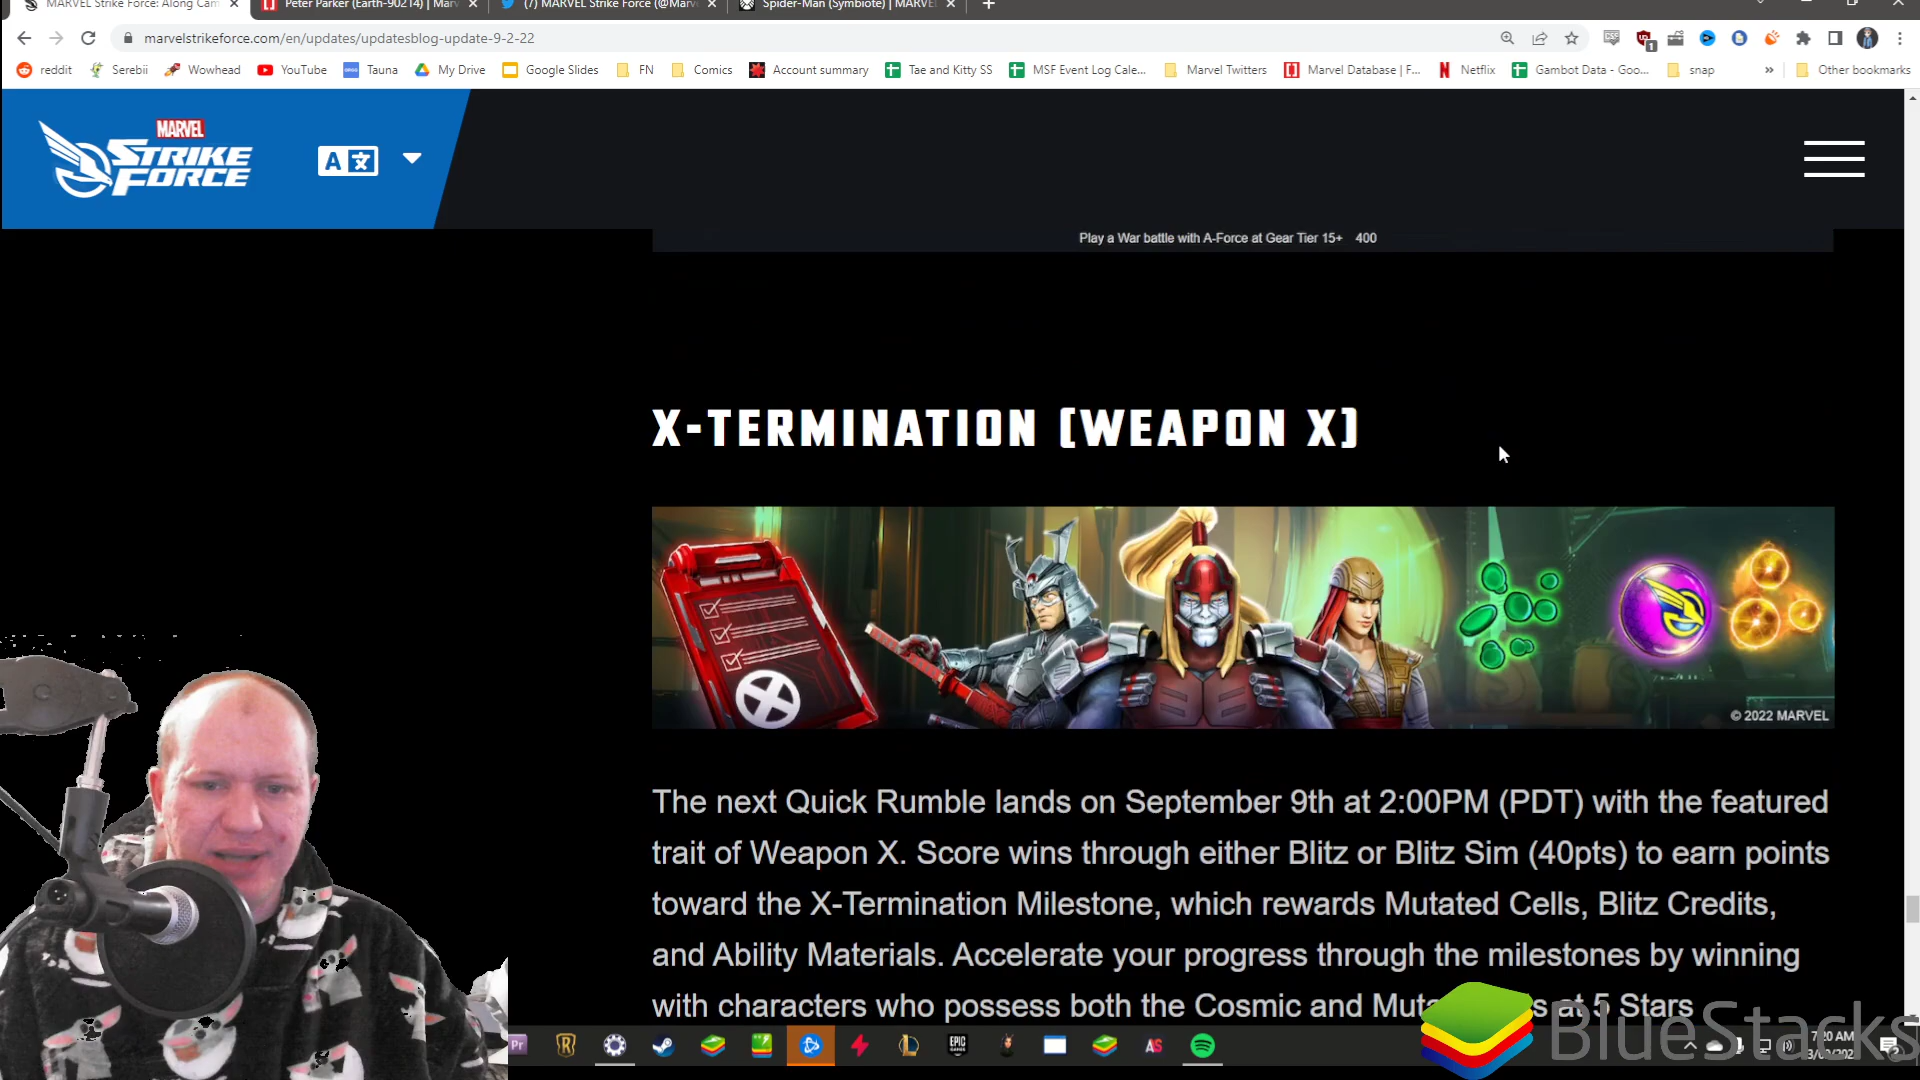 MARVEL Strike Force: Along Cam
Peter Parker (Earth-90214) | Marv
(7) MARVEL Strike Force (@Marve
Spider-Man (Symbiote) | MARVEL
marvelstrikeforce.com/en/updates/updatesblog-update-9-2-22
reddit Serebii Wowhead YouTube Tauna My Drive Google Slides FN Comics Account summary Tae and Kitty SS MSF Event Log Cale... Marvel Twitters Marvel Database | F... Netflix Gambot Data - Goo... snap » Other bookmarks
MARVEL
STRIKE
FORCE
A 文
Play a War battle with A-Force at Gear Tier 15+ 400
X-TERMINATION [WEAPON X]
© 2022 MARVEL
The next Quick Rumble lands on September 9th at 2:00PM (PDT) with the featured
trait of Weapon X. Score wins through either Blitz or Blitz Sim (40pts) to earn points
toward the X-Termination Milestone, which rewards Mutated Cells, Blitz Credits,
and Ability Materials. Accelerate your progress through the milestones by winning
with characters who possess both the Cosmic and at 5 Stars
BlueStacks
Pr
EPIC
GAMES
AS
:20 AM